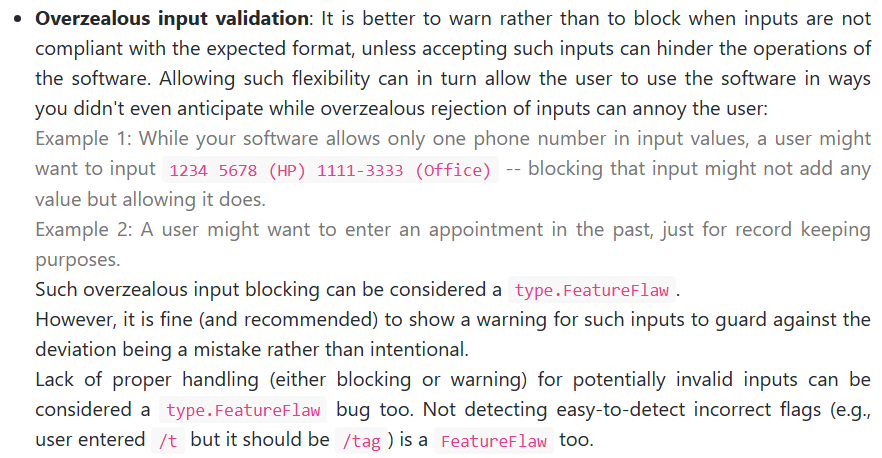 Overzealous input validation: It is better to warn rather than to block when inputs are not
compliant with the expected format, unless accepting such inputs can hinder the operations of
the software. Allowing such flexibility can in turn allow the user to use the software in ways
you didn't even anticipate while overzealous rejection of inputs can annoy the user:
Example 1: While your software allows only one phone number in input values, a user might
want to input 1234 5678 (HP) 1111-3333 (Office) -- blocking that input might not add any
value but allowing it does.
Example 2: A user might want to enter an appointment in the past, just for record keeping
purposes.
Such overzealous input blocking can be considered a type.FeatureFlaw.
However, it is fine (and recommended) to show a warning for such inputs to guard against the
deviation being a mistake rather than intentional.
Lack of proper handling (either blocking or warning) for potentially invalid inputs can be
considered a type.FeatureFlaw bug too. Not detecting easy-to-detect incorrect flags (e.g.,
user entered /t but it should be /tag) is a FeatureFlaw too.